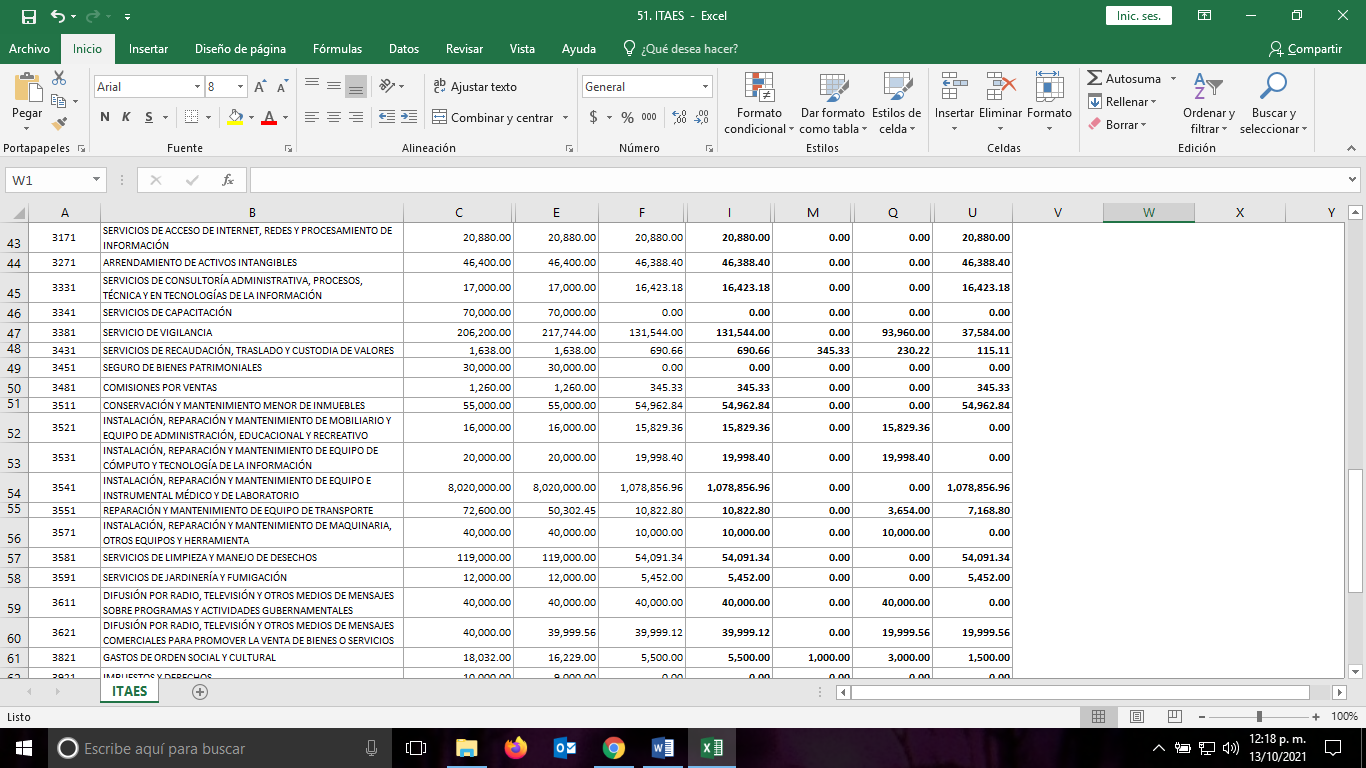 51. ITAES - Excel
Inic. ses.
Archivo Inicio Insertar Diseño de página Fórmulas Datos Revisar Vista Ayuda ¿Qué desea hacer? Compartir
Pegar
Arial 8
N K S
Ajustar texto
Combinar y centrar
General
$ % 000
Formato condicional
Dar formato como tabla
Estilos de celda
Insertar Eliminar Formato
Autosuma
Rellenar
Borrar
Ordenar y filtrar
Buscar y seleccionar
Portapapeles Fuente Alineación Número Estilos Celdas Edición
W1 fx
A B C E F I M Q U V W X Y
43 3171 SERVICIOS DE ACCESO DE INTERNET, REDES Y PROCESAMIENTO DE
INFORMACIÓN 20,880.00 20,880.00 20,880.00 20,880.00 0.00 0.00 20,880.00
44 3271 ARRENDAMIENTO DE ACTIVOS INTANGIBLES 46,400.00 46,400.00 46,388.40 46,388.40 0.00 0.00 46,388.40
45 3331 SERVICIOS DE CONSULTORÍA ADMINISTRATIVA, PROCESOS,
TÉCNICA Y EN TECNOLOGÍAS DE LA INFORMACIÓN 17,000.00 17,000.00 16,423.18 16,423.18 0.00 0.00 16,423.18
46 3341 SERVICIOS DE CAPACITACIÓN 70,000.00 70,000.00 0.00 0.00 0.00 0.00 0.00
47 3381 SERVICIO DE VIGILANCIA 206,200.00 217,744.00 131,544.00 131,544.00 0.00 93,960.00 37,584.00
48 3431 SERVICIOS DE RECAUDACIÓN, TRASLADO Y CUSTODIA DE VALORES 1,638.00 1,638.00 690.66 690.66 345.33 230.22 115.11
49 3451 SEGURO DE BIENES PATRIMONIALES 30,000.00 30,000.00 0.00 0.00 0.00 0.00 0.00
50 3481 COMISIONES POR VENTAS 1,260.00 1,260.00 345.33 345.33 0.00 0.00 345.33
51 3511 CONSERVACIÓN Y MANTENIMIENTO MENOR DE INMUEBLES 55,000.00 55,000.00 54,962.84 54,962.84 0.00 0.00 54,962.84
52 3521 INSTALACIÓN, REPARACIÓN Y MANTENIMIENTO DE MOBILIARIO Y
EQUIPO DE ADMINISTRACIÓN, EDUCACIONAL Y RECREATIVO 16,000.00 16,000.00 15,829.36 15,829.36 0.00 15,829.36 0.00
53 3531 INSTALACIÓN, REPARACIÓN Y MANTENIMIENTO DE EQUIPO DE
CÓMPUTO Y TECNOLOGÍA DE LA INFORMACIÓN 20,000.00 20,000.00 19,998.40 19,998.40 0.00 19,998.40 0.00
54 3541 INSTALACIÓN, REPARACIÓN Y MANTENIMIENTO DE EQUIPO E
INSTRUMENTAL MÉDICO Y DE LABORATORIO 8,020,000.00 8,020,000.00 1,078,856.96 1,078,856.96 0.00 0.00 1,078,856.96
55 3551 REPARACIÓN Y MANTENIMIENTO DE EQUIPO DE TRANSPORTE 72,600.00 50,302.45 10,822.80 10,822.80 0.00 3,654.00 7,168.80
56 3571 INSTALACIÓN, REPARACIÓN Y MANTENIMIENTO DE MAQUINARIA,
OTROS EQUIPOS Y HERRAMIENTA 40,000.00 40,000.00 10,000.00 10,000.00 0.00 10,000.00 0.00
57 3581 SERVICIOS DE LIMPIEZA Y MANEJO DE DESECHOS 119,000.00 119,000.00 54,091.34 54,091.34 0.00 0.00 54,091.34
58 3591 SERVICIOS DE JARDINERÍA Y FUMIGACIÓN 12,000.00 12,000.00 5,452.00 5,452.00 0.00 0.00 5,452.00
59 3611 DIFUSIÓN POR RADIO, TELEVISIÓN Y OTROS MEDIOS DE MENSAJES
SOBRE PROGRAMAS Y ACTIVIDADES GUBERNAMENTALES 40,000.00 40,000.00 40,000.00 40,000.00 0.00 40,000.00 0.00
60 3621 DIFUSIÓN POR RADIO, TELEVISIÓN Y OTROS MEDIOS DE MENSAJES
COMERCIALES PARA PROMOVER LA VENTA DE BIENES O SERVICIOS 40,000.00 39,999.56 39,999.12 39,999.12 0.00 19,999.56 19,999.56
61 3821 GASTOS DE ORDEN SOCIAL Y CULTURAL 18,032.00 16,229.00 5,500.00 5,500.00 1,000.00 3,000.00 1,500.00
62 3921 IMPUESTOS Y DERECHOS 10,000.00 9,000.00 0.00 0.00 0.00 0.00 0.00
ITAES
Listo 100%
Escribe aquí para buscar
12:18 p. m.
13/10/2021